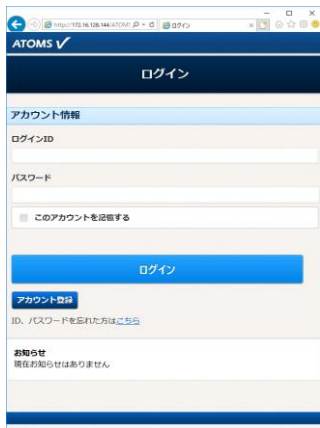 http://172.16.128.144/ATOM
ログイン
ATOMS V
ログイン
アカウント情報
ログインID
パスワード
このアカウントを記憶する
ログイン
アカウント登録
ID、パスワードを忘れた方はこちら
お知らせ
現在お知らせはありません